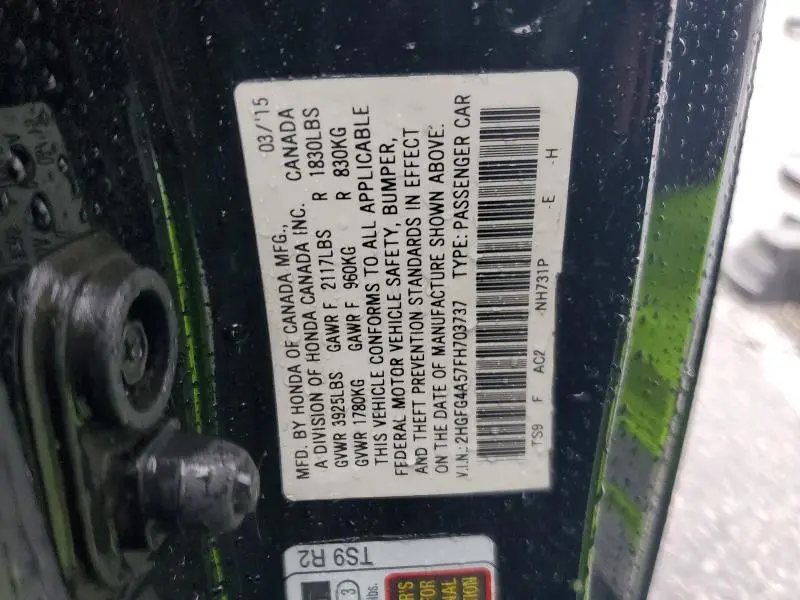 03/'15
MFD. BY HONDA OF CANADA MFG.,
A DIVISION OF HONDA CANADA INC. CANADA
GVWR 3925LBS GAWR F 2117LBS R 1830LBS
GVWR 1780KG GAWR F 960KG R 830KG
THIS VEHICLE CONFORMS TO ALL APPLICABLE
FEDERAL MOTOR VEHICLE SAFETY, BUMPER,
AND THEFT PREVENTION STANDARDS IN EFFECT
ON THE DATE OF MANUFACTURE SHOWN ABOVE.
V.I.N.: 2HGFG4A57FH703737 TYPE: PASSENGER CAR
TS9 F AC2 -NH731P -E -H
TS9 R2
3
lbs.